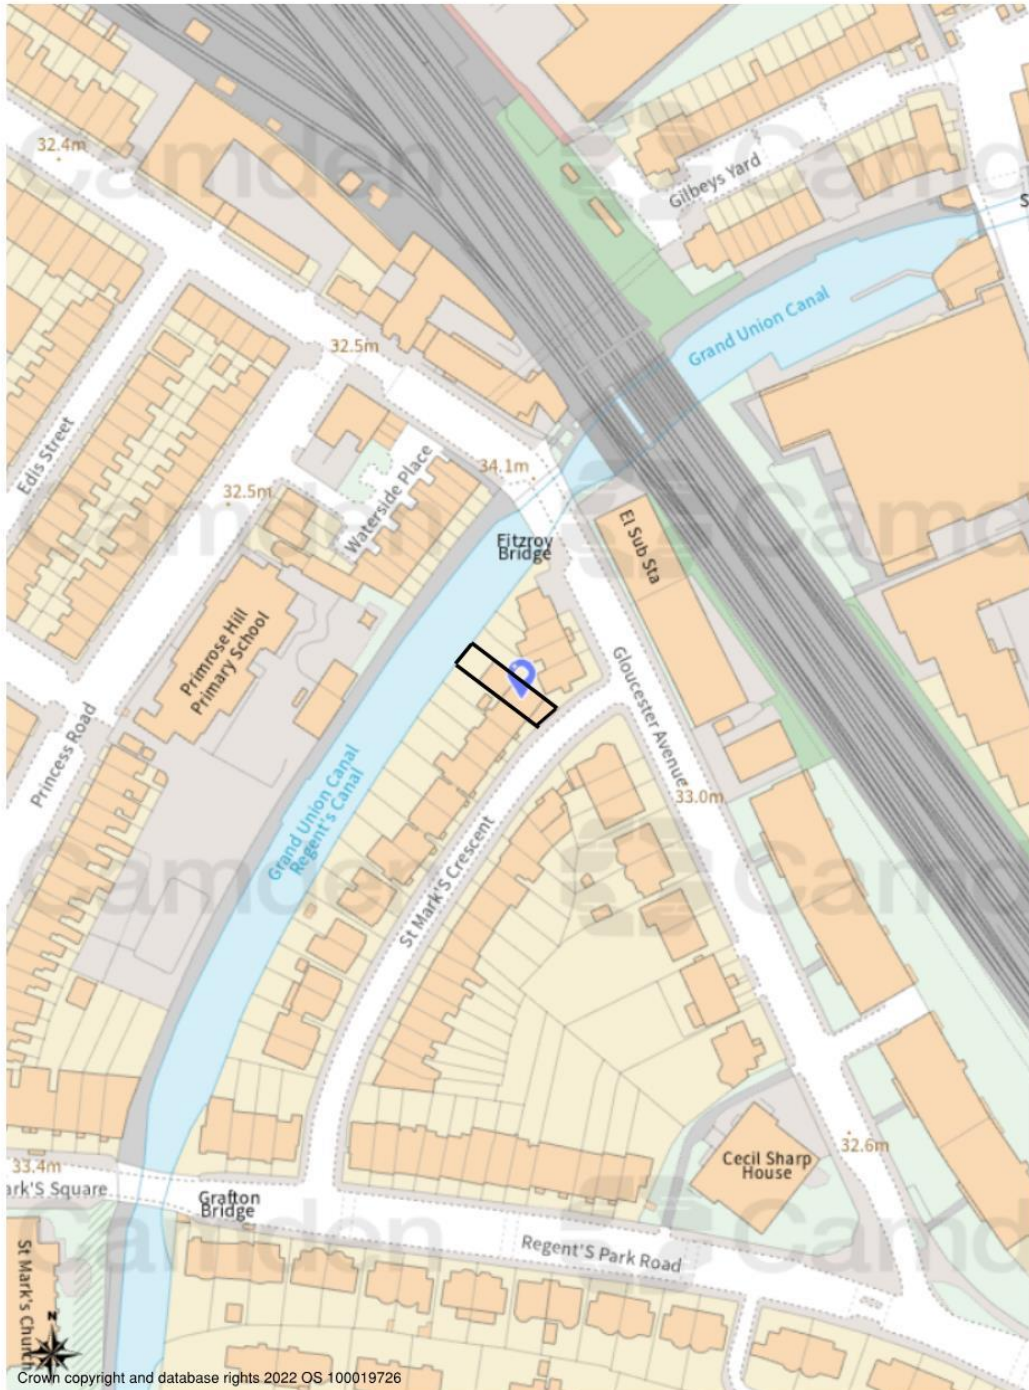 Camden
Camden
32.4m
Gilbeys Yard
S
Grand Union Canal
32.5m
Edis Street
34.1m
Waterside Place
32.5m
Camden
Camden
El Sub Sta
Fitzroy
Bridge
Primrose Hill
Primary School
Gloucester Avenue
Princess Road
33.0m
Grand Union Canal
Regent's Canal
St Mark'S Crescent
Camden
Camden
32.6m
Cecil Sharp
House
33.4m
ark'S Square
Grafton
Bridge
Camden
Camd
Regent'S Park Road
St Mark's Church
N
Crown copyright and database rights 2022 OS 100019726